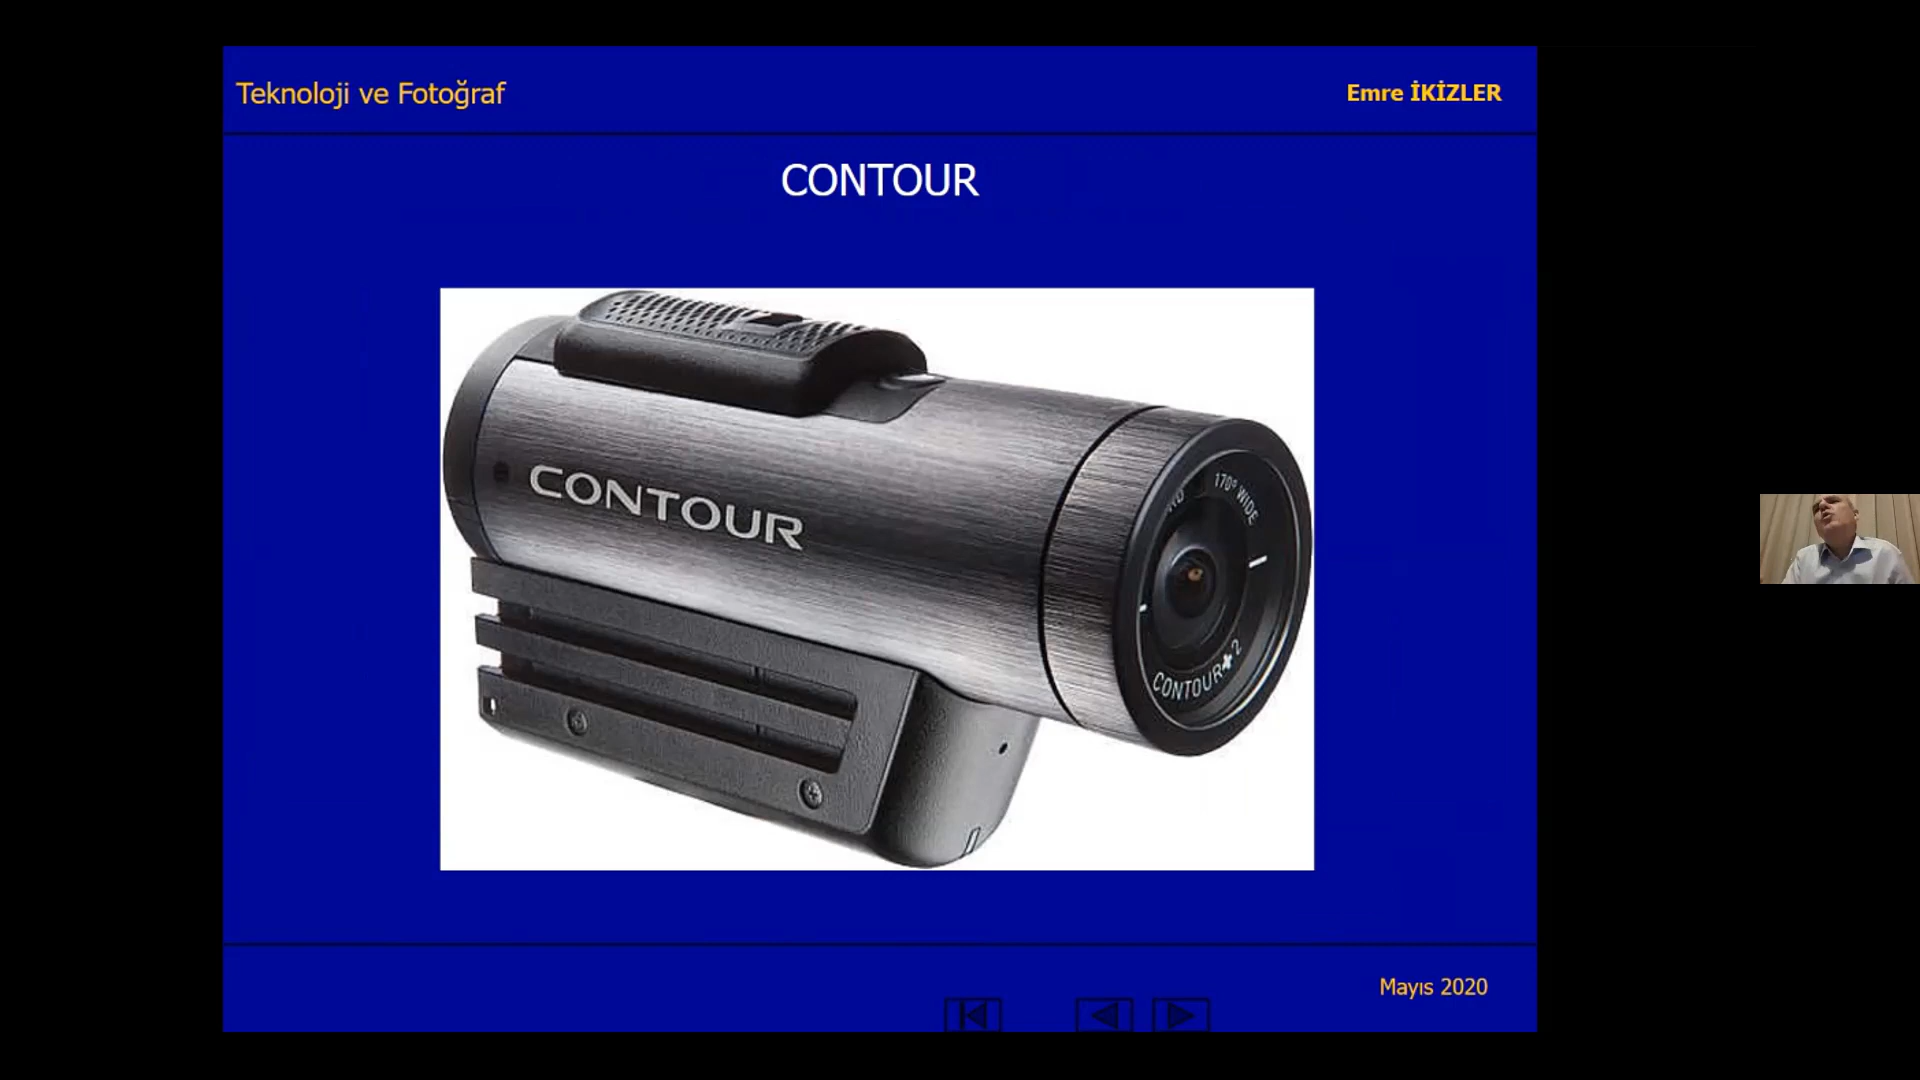 Teknoloji ve Fotoğraf
Emre İKİZLER
CONTOUR
CONTOUR
170° WIDE
CONTOUR+2
Mayıs 2020